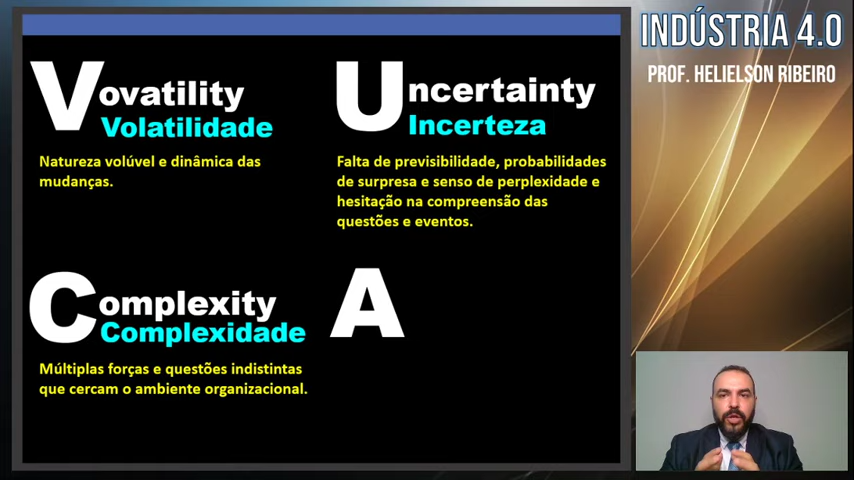 INDÚSTRIA 4.0
PROF. HELIELSON RIBEIRO
Vovatility
Volatilidade
Natureza volúvel e dinâmica das
mudanças.
Uncertainty
Incerteza
Falta de previsibilidade, probabilidades
de surpresa e senso de perplexidade e
hesitação na compreensão das
questões e eventos.
Complexity
Complexidade
Múltiplas forças e questões indistintas
que cercam o ambiente organizacional.
A